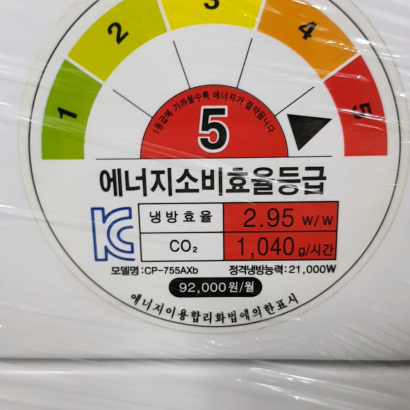 1 2 3 4 5
1등급에 가까울수록 에너지가 절약됩니다.
5
에너지소비효율등급
냉방효율 2.95 W/W
CO₂ 1,040 g/시간
모델명:CP-755AXb 정격냉방능력:21,000W
92,000원/월
에너지이용합리화법에의한표시